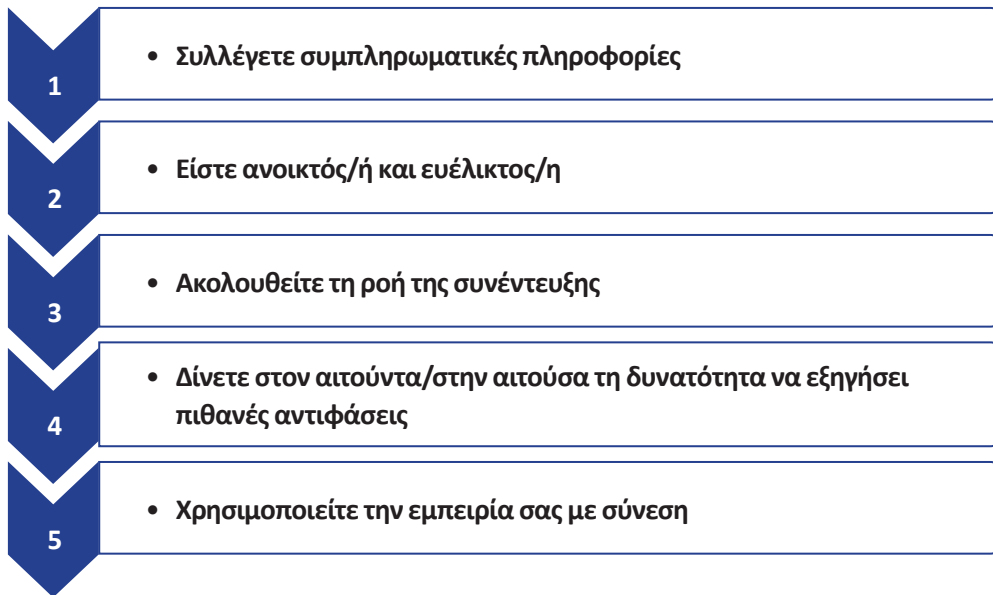 1
• Συλλέγετε συμπληρωματικές πληροφορίες
2
• Είστε ανοικτός/ή και ευέλικτος/η
3
• Ακολουθείτε τη ροή της συνέντευξης
4
• Δίνετε στον αιτούντα/στην αιτούσα τη δυνατότητα να εξηγήσει
πιθανές αντιφάσεις
5
• Χρησιμοποιείτε την εμπειρία σας με σύνεση